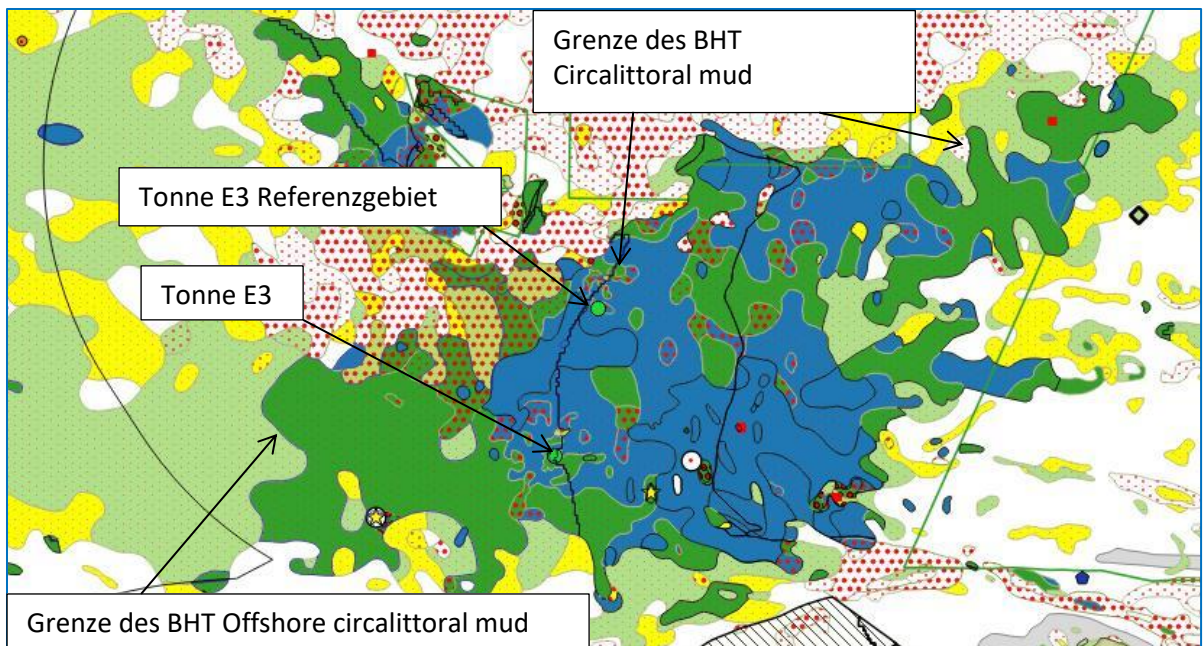 Grenze des BHT
Circalittoral mud
Tonne E3 Referenzgebiet
Tonne E3
Grenze des BHT Offshore circalittoral mud